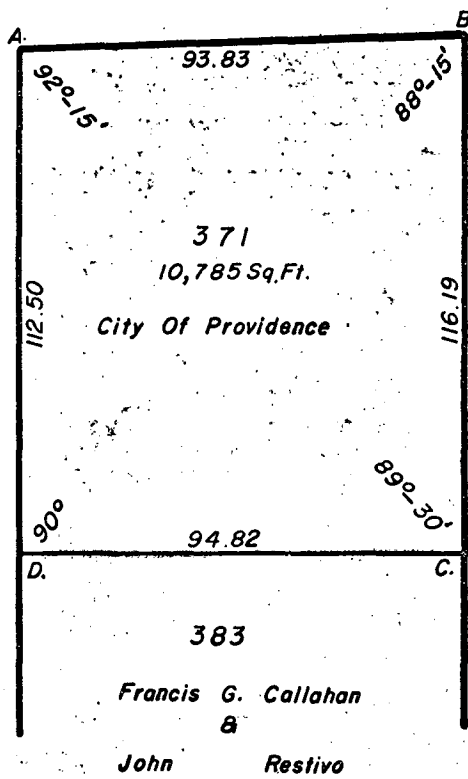 A.
B
93.83
92°-15'
88°-15'
371
10,785 Sq.Ft.
City Of Providence
112.50
116.19
90°
89°-30'
94.82
D.
C.
383
Francis G. Callahan
&
John Restivo